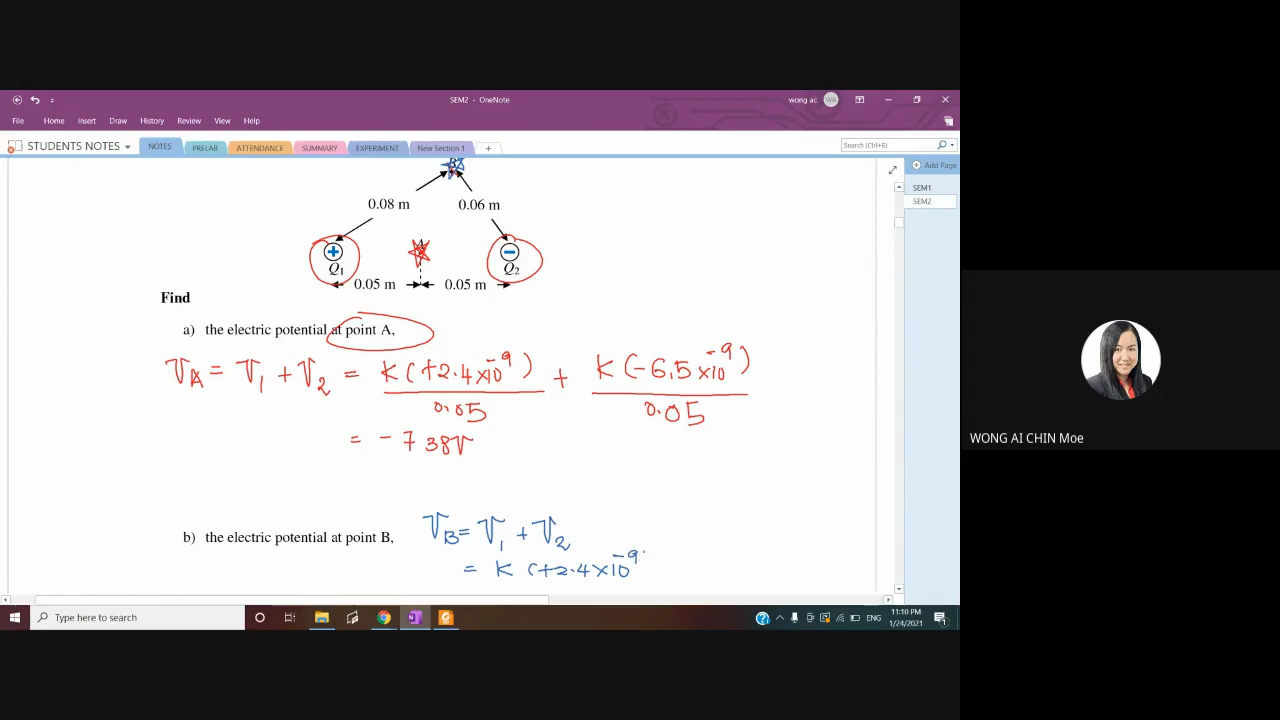 SEM2 - OneNote
wong ac WA
File Home Insert Draw History Review View Help
STUDENTS NOTES NOTES PRELAB ATTENDANCE SUMMARY EXPERIMENT New Section 1 +
Search (Ctrl+E)
Add Page
SEM1
SEM2
0.08 m 0.06 m
Q1 Q2
0.05 m 0.05 m
Find
a) the electric potential at point A,
VA = V1 + V2 = K(+2.4×10^-9)/0.05 + K(-6.5×10^-9)/0.05
= -738V
b) the electric potential at point B,
VB = V1 + V2
= K (+2.4×10^-9
WONG AI CHIN Moe
Type here to search
ENG
11:10 PM
1/24/2021